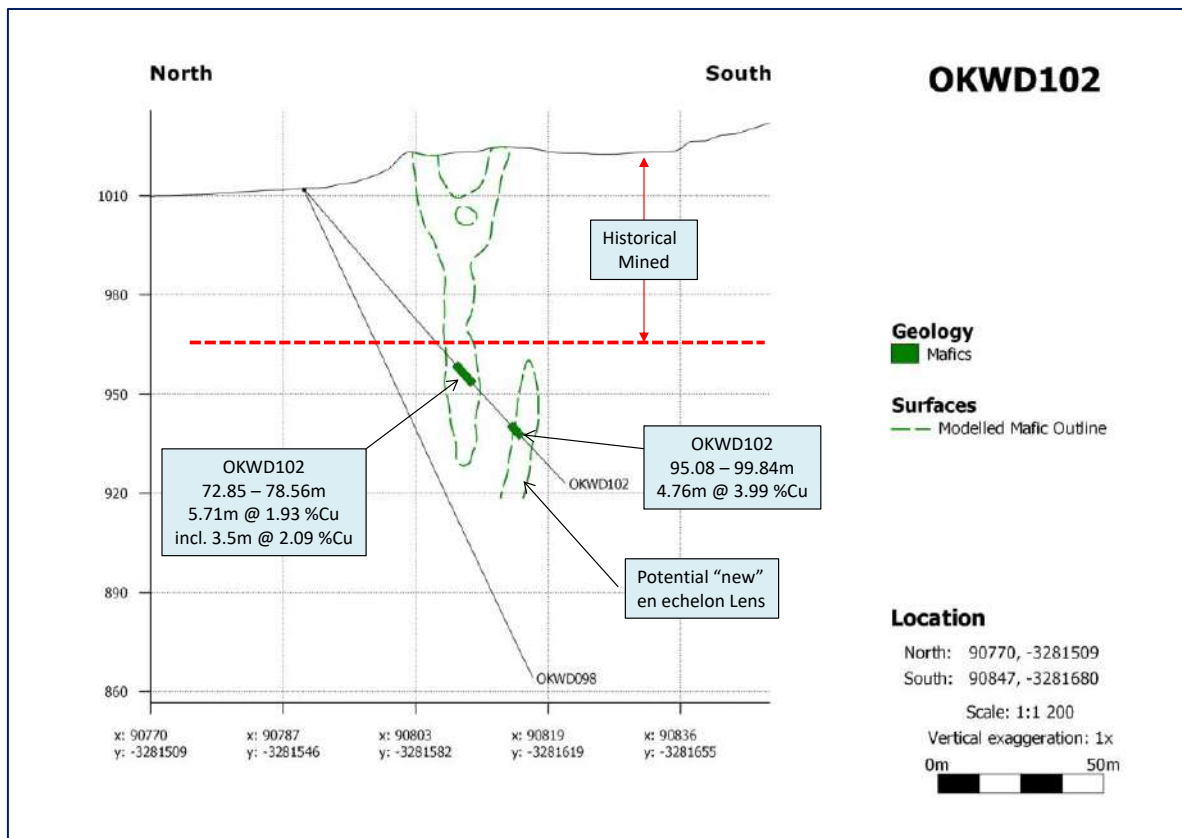 North
South
OKWD102
1010
980
950
920
890
860
Historical
Mined
Geology
Mafics
Surfaces
Modelled Mafic Outline
OKWD102
72.85 – 78.56m
5.71m @ 1.93 %Cu
incl. 3.5m @ 2.09 %Cu
OKWD102
95.08 – 99.84m
4.76m @ 3.99 %Cu
OKWD102
Potential “new”
en echelon Lens
OKWD098
Location
North: 90770, -3281509
South: 90847, -3281680
Scale: 1:1 200
Vertical exaggeration: 1x
0m 50m
x: 90770 x: 90787 x: 90803 x: 90819 x: 90836
y: -3281509 y: -3281546 y: -3281582 y: -3281619 y: -3281655